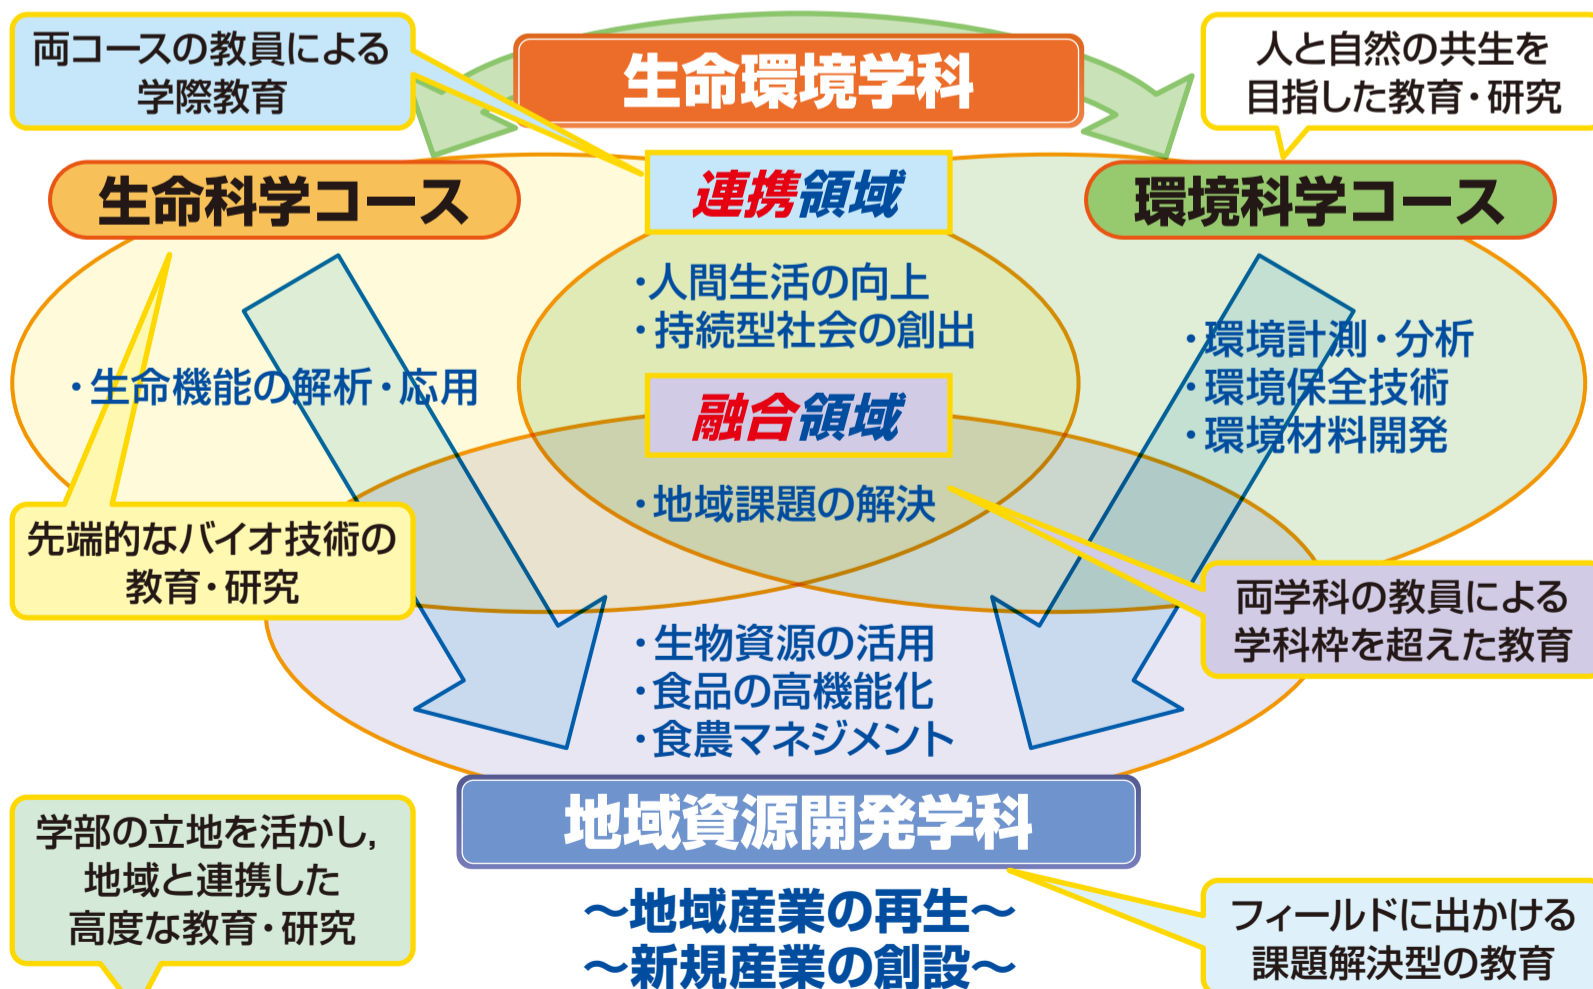 両コースの教員による
学際教育
生命環境学科
人と自然の共生を
目指した教育・研究
生命科学コース
連携領域
環境科学コース
・人間生活の向上
・持続型社会の創出
・生命機能の解析・応用
・環境計測・分析
・環境保全技術
・環境材料開発
融合領域
・地域課題の解決
先端的なバイオ技術の
教育・研究
両学科の教員による
学科枠を超えた教育
・生物資源の活用
・食品の高機能化
・食農マネジメント
地域資源開発学科
学部の立地を活かし,
地域と連携した
高度な教育・研究
～地域産業の再生～
～新規産業の創設～
フィールドに出かける
課題解決型の教育